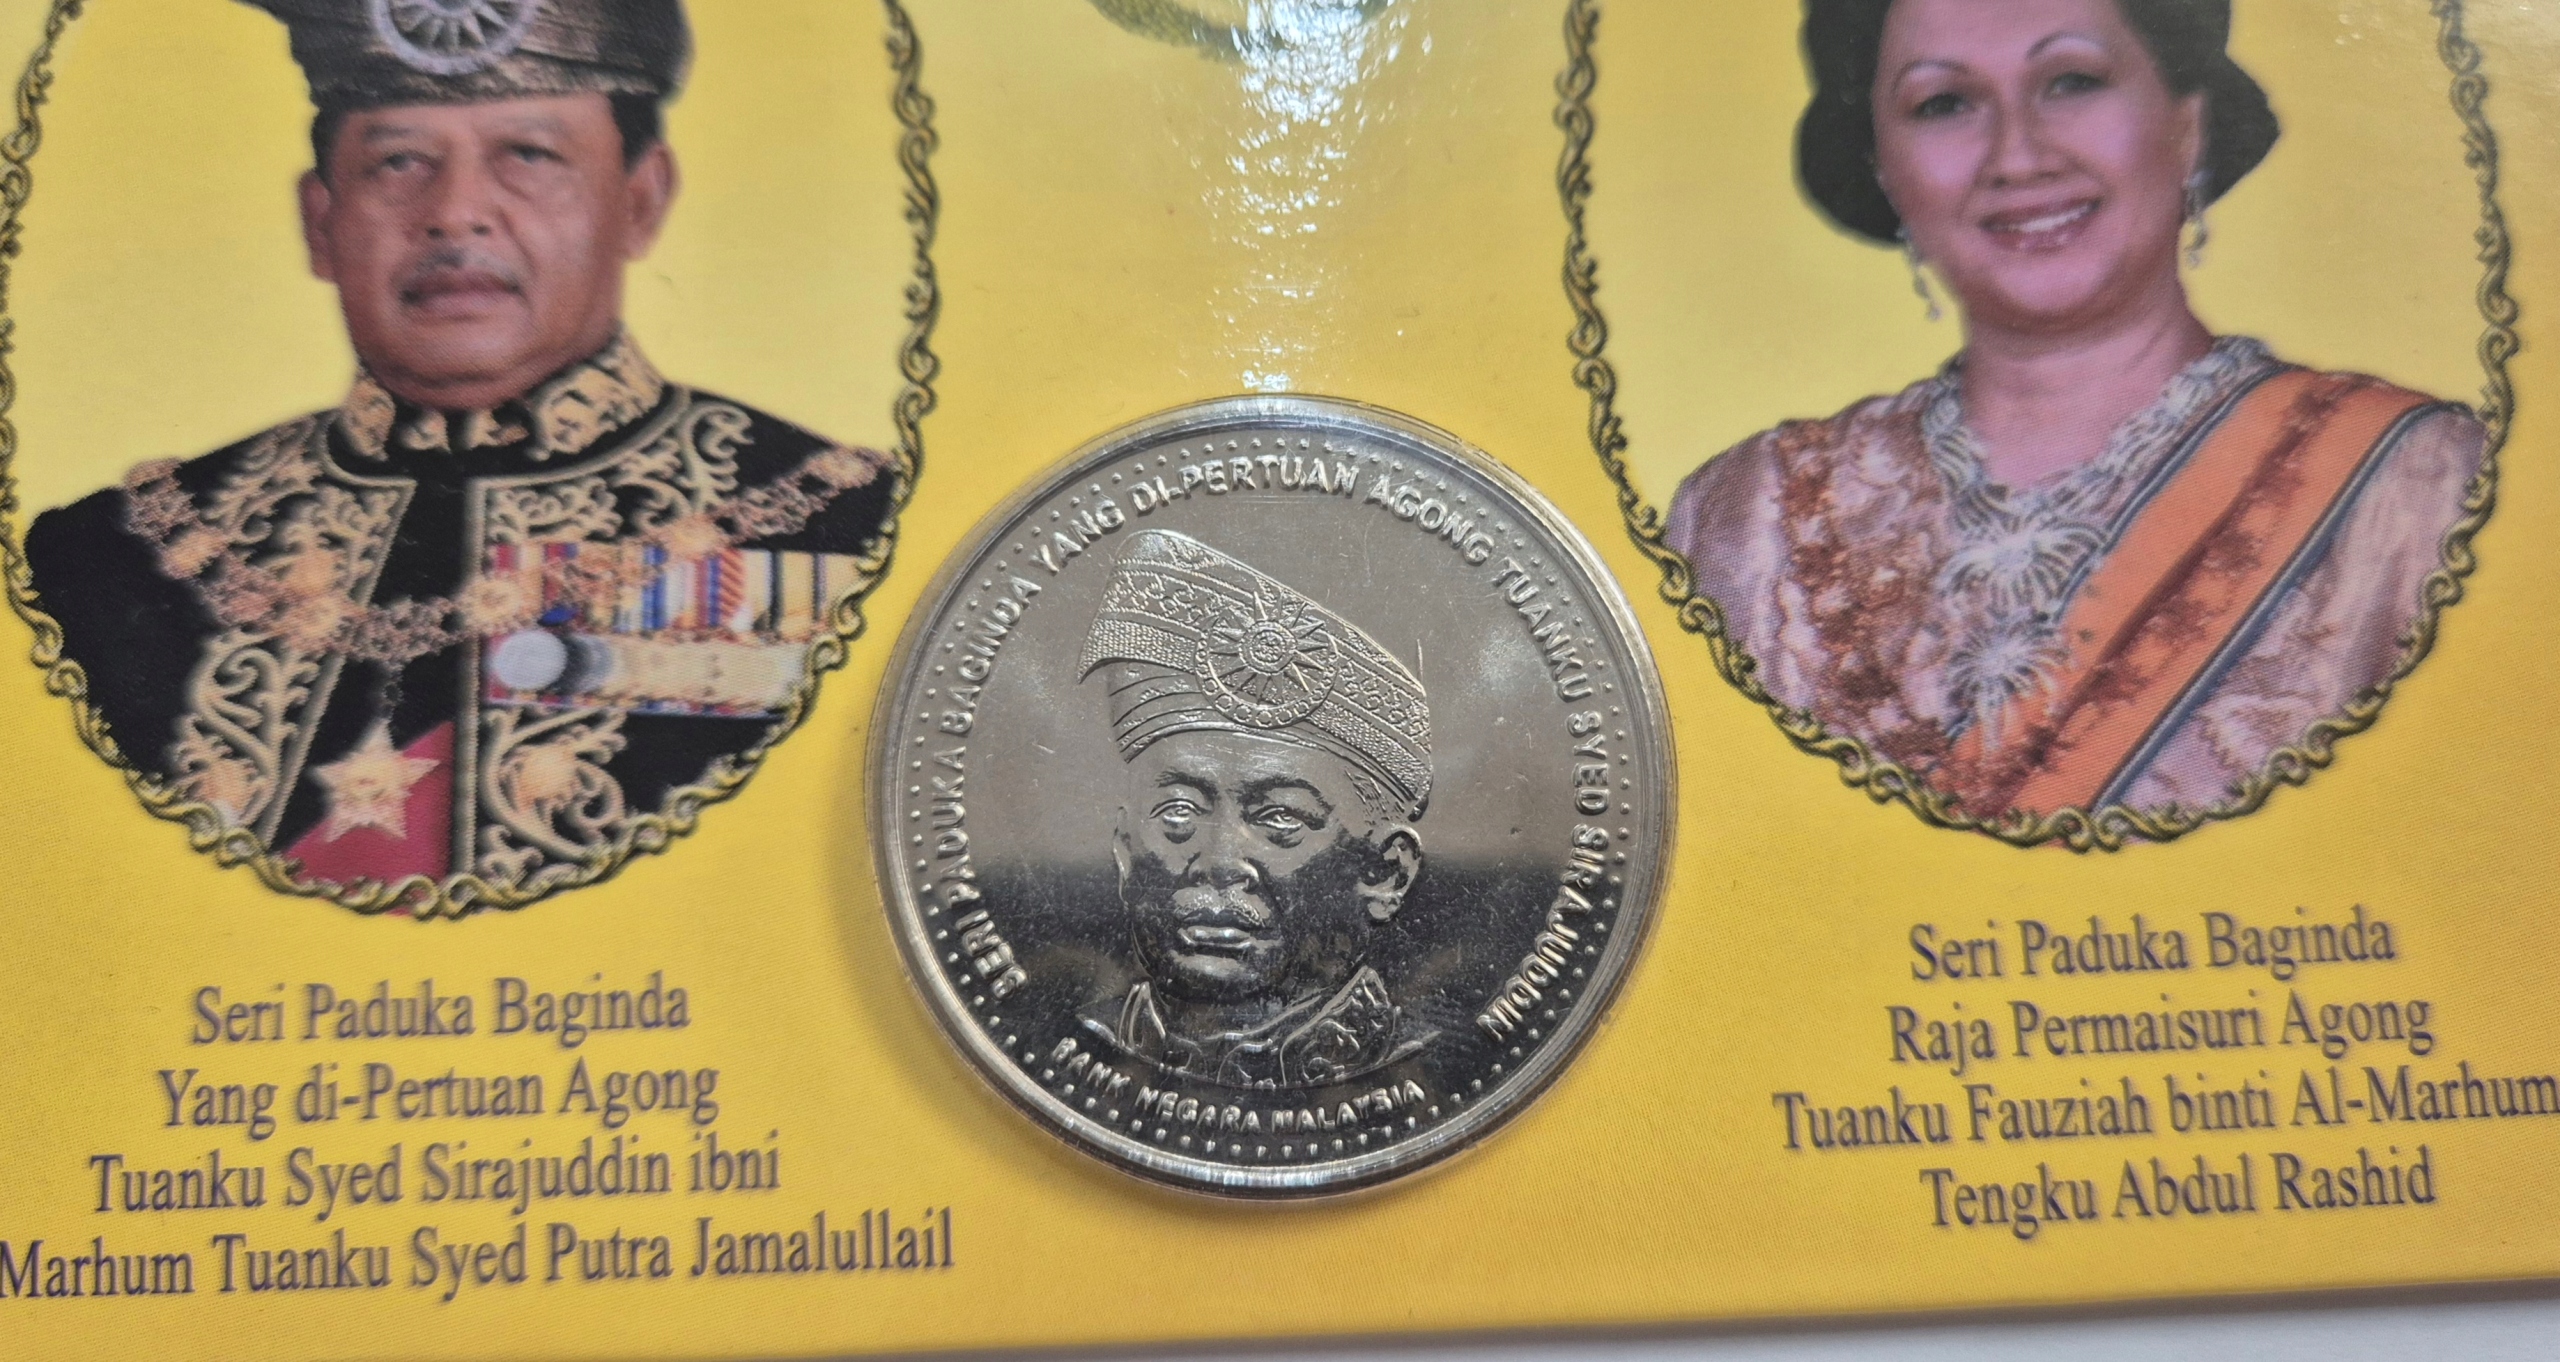 SERI PADUKA BAGINDA YANG DI-PERTUAN AGONG TUANKU SYED SIRAJUDDIN
BANK NEGARA MALAYSIA
Seri Paduka Baginda
Yang di-Pertuan Agong
Tuanku Syed Sirajuddin ibni
Marhum Tuanku Syed Putra Jamalullail
Seri Paduka Baginda
Raja Permaisuri Agong
Tuanku Fauziah binti Al-Marhum
Tengku Abdul Rashid